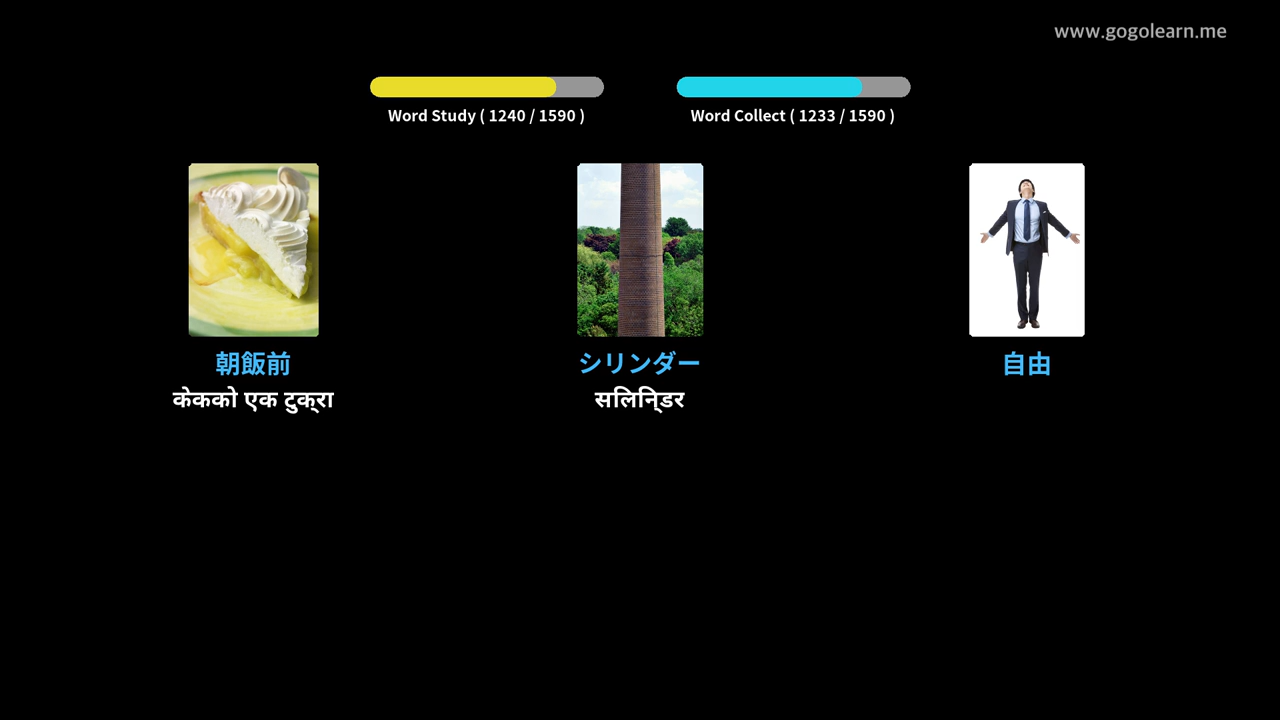 www.gogolearn.me
Word Study ( 1240 / 1590 )
Word Collect ( 1233 / 1590 )
朝飯前
シリンダー
自由
केकको एक टुक्रा
सलिन्डिर